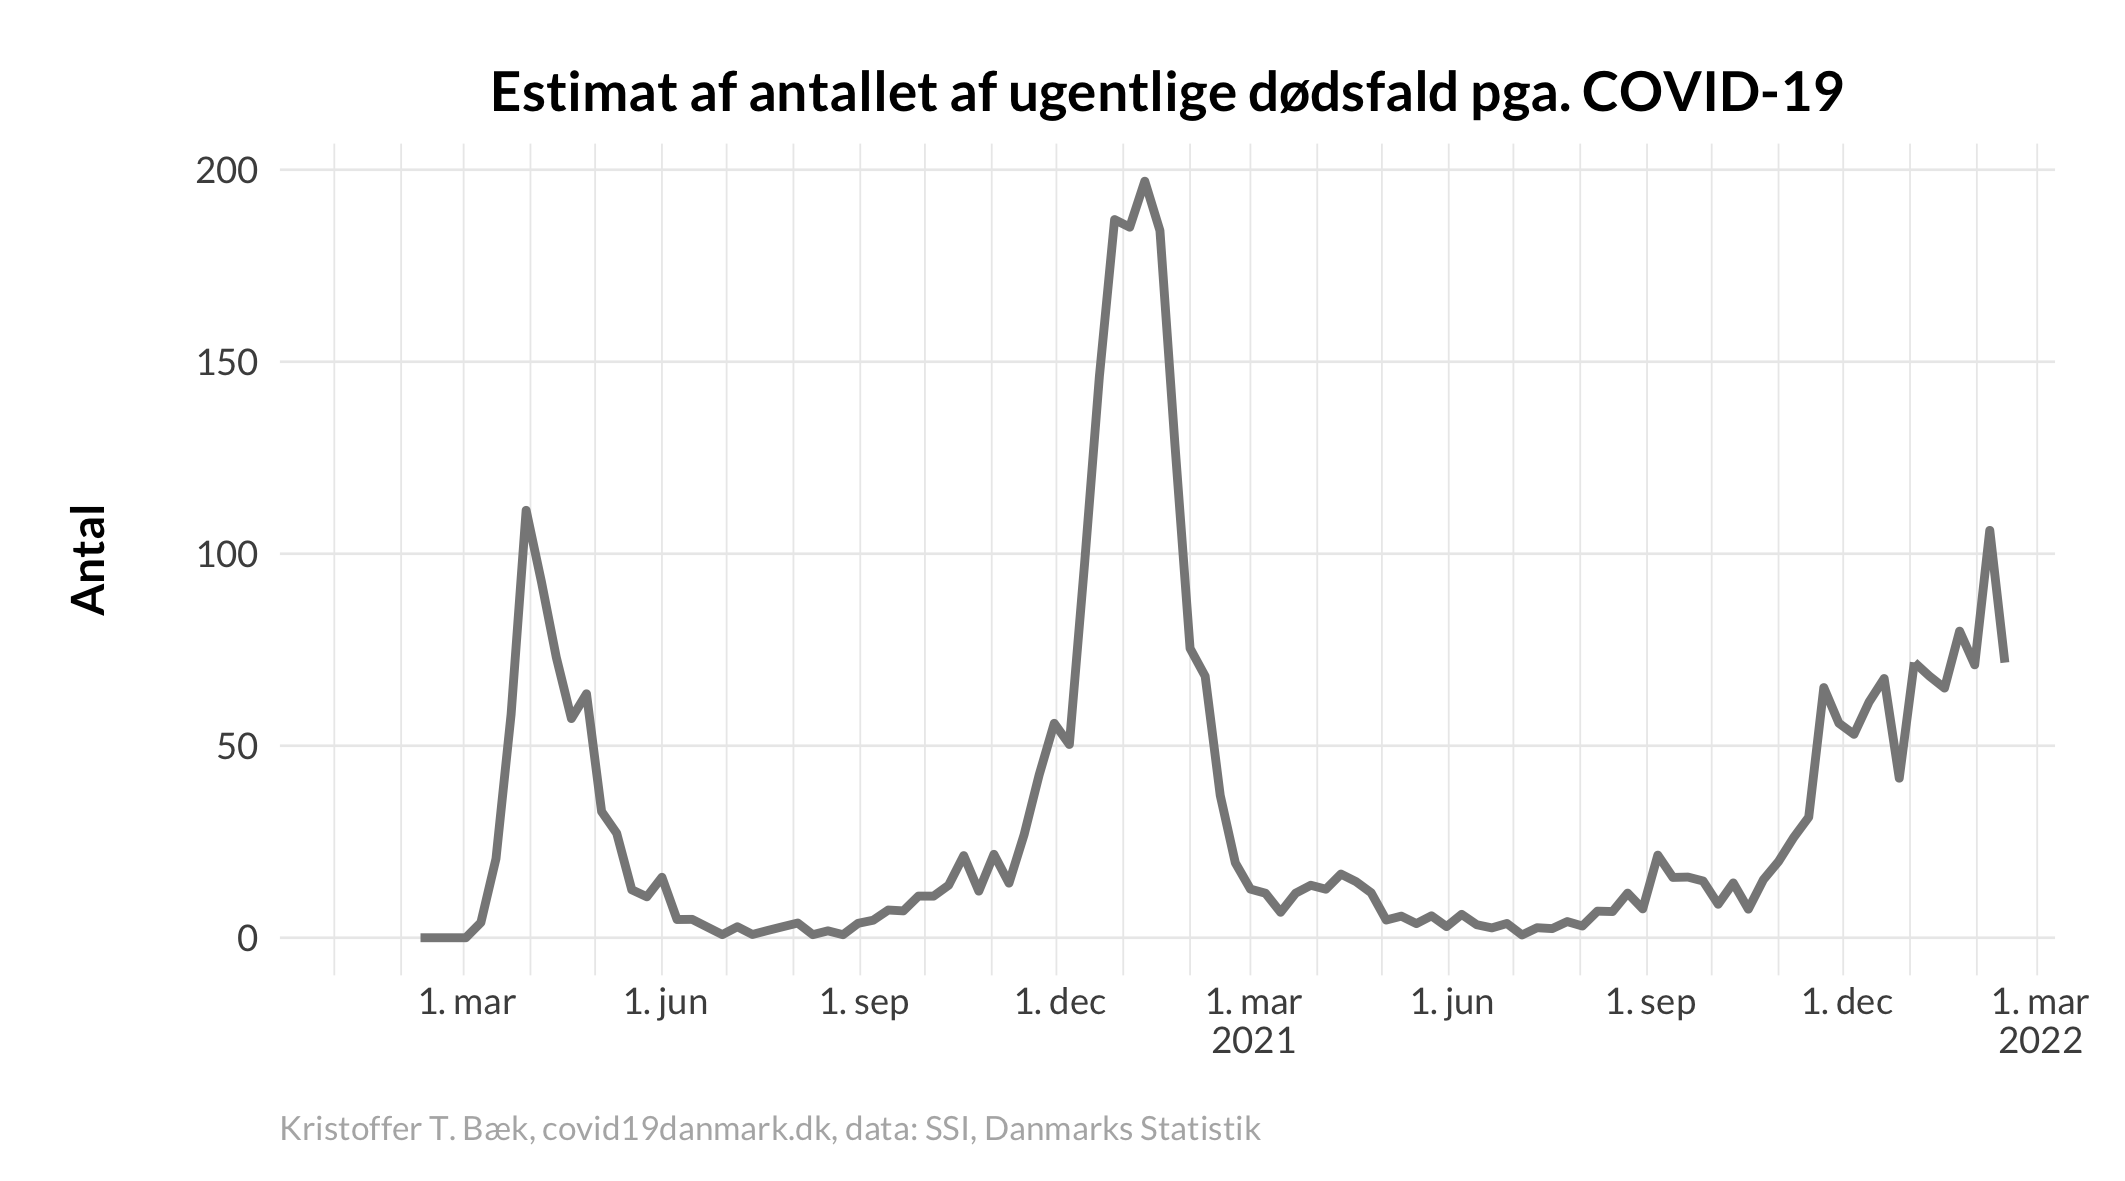 Estimat af antallet af ugentlige dødsfald pga. COVID-19
Antal
200
150
100
50
0
1. mar 1. jun 1. sep 1. dec 1. mar 1. jun 1. sep 1. dec 1. mar
2021 2022
Kristoffer T. Bæk, covid19danmark.dk, data: SSI, Danmarks Statistik